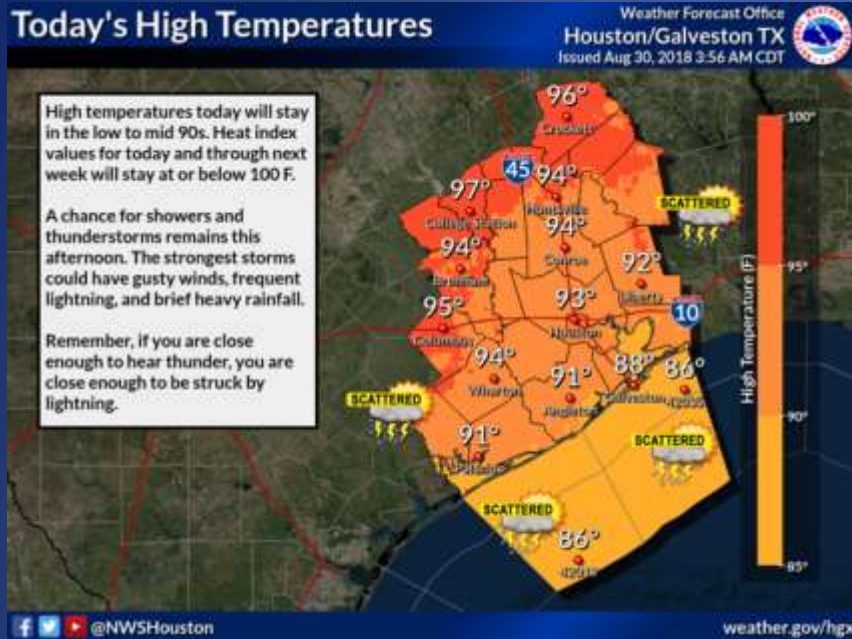 Today's High Temperatures
Weather Forecast Office
Houston/Galveston TX
Issued Aug 30, 2018 3:56 AM CDT
High temperatures today will stay
in the low to mid 90s. Heat index
values for today and through next
week will stay at or below 100 F.
A chance for showers and
thunderstorms remains this
afternoon. The strongest storms
could have gusty winds, frequent
lightning, and brief heavy rainfall.
Remember, if you are close
enough to hear thunder, you are
close enough to be struck by
lightning.
96°
Crockett
45
94°
Huntsville
97°
College Station
94°
Conroe
94°
Brenham
92°
Liberty
95°
Columbus
93°
Houston
10
94°
Wharton
91°
Angleton
88°
Galveston
86°
42035
91°
Palacios
86°
SCATTERED
SCATTERED
SCATTERED
SCATTERED
High Temperature (F)
100°
95°
90°
85°
@NWSHouston
weather.gov/hgx